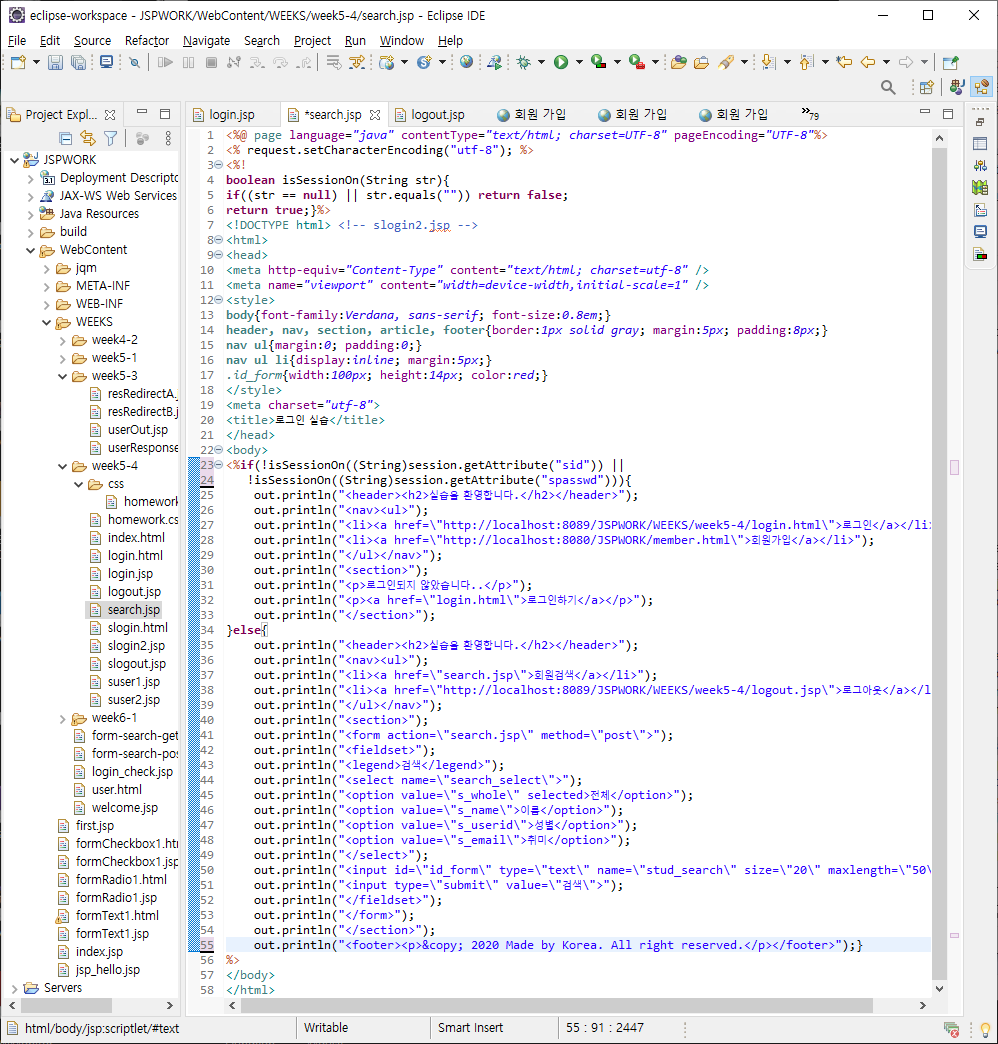 eclipse-workspace - JSPWORK/WebContent/WEEKS/week5-4/search.jsp - Eclipse IDE
File Edit Source Refactor Navigate Search Project Run Window Help
Project Expl...
JSPWORK
Deployment Descripto
JAX-WS Web Services
Java Resources
build
WebContent
jqm
META-INF
WEB-INF
WEEKS
week4-2
week5-1
week5-3
resRedirectA.
resRedirectB.j
userOut.jsp
userResponse
week5-4
css
homework
homework.cs
index.html
login.html
login.jsp
logout.jsp
search.jsp
slogin.html
slogin2.jsp
slogout.jsp
suser1.jsp
suser2.jsp
week6-1
form-search-get
form-search-pos
login_check.jsp
user.html
welcome.jsp
first.jsp
formCheckbox1.htr
formCheckbox1.jsp
formRadio1.html
formRadio1.jsp
formText1.html
formText1.jsp
index.jsp
jsp_hello.jsp
Servers
login.jsp *search.jsp logout.jsp 회원 가입 회원 가입 회원 가입 »79
1 <%@ page language="java" contentType="text/html; charset=UTF-8" pageEncoding="UTF-8"%>
2 <% request.setCharacterEncoding("utf-8"); %>
3 <%!
4 boolean isSessionOn(String str){
5 if((str == null) || str.equals("")) return false;
6 return true;}%>
7 <!DOCTYPE html> <!-- slogin2.jsp -->
8 <html>
9 <head>
10 <meta http-equiv="Content-Type" content="text/html; charset=utf-8" />
11 <meta name="viewport" content="width=device-width,initial-scale=1" />
12 <style>
13 body{font-family:Verdana, sans-serif; font-size:0.8em;}
14 header, nav, section, article, footer{border:1px solid gray; margin:5px; padding:8px;}
15 nav ul{margin:0; padding:0;}
16 nav ul li{display:inline; margin:5px;}
17 .id_form{width:100px; height:14px; color:red;}
18 </style>
19 <meta charset="utf-8">
20 <title>로그인 실습</title>
21 </head>
22 <body>
23 <%if(!isSessionOn((String)session.getAttribute("sid")) ||
24 !isSessionOn((String)session.getAttribute("spasswd"))){
25 out.println("<header><h2>실습을 환영합니다.</h2></header>");
26 out.println("<nav><ul>");
27 out.println("<li><a href=\"http://localhost:8089/JSPWORK/WEEKS/week5-4/login.html\">로그인</a></li>
28 out.println("<li><a href=\"http://localhost:8080/JSPWORK/member.html\">회원가입</a></li>");
29 out.println("</ul></nav>");
30 out.println("<section>");
31 out.println("<p>로그인되지 않았습니다..</p>");
32 out.println("<p><a href=\"login.html\">로그인하기</a></p>");
33 out.println("</section>");
34 }else{
35 out.println("<header><h2>실습을 환영합니다.</h2></header>");
36 out.println("<nav><ul>");
37 out.println("<li><a href=\"search.jsp\">회원검색</a></li>");
38 out.println("<li><a href=\"http://localhost:8089/JSPWORK/WEEKS/week5-4/logout.jsp\">로그아웃</a></l
39 out.println("</ul></nav>");
40 out.println("<section>");
41 out.println("<form action=\"search.jsp\" method=\"post\">");
42 out.println("<fieldset>");
43 out.println("<legend>검색</legend>");
44 out.println("<select name=\"search_select\">");
45 out.println("<option value=\"s_whole\" selected>전체</option>");
46 out.println("<option value=\"s_name\">이름</option>");
47 out.println("<option value=\"s_userid\">성별</option>");
48 out.println("<option value=\"s_email\">취미</option>");
49 out.println("</select>");
50 out.println("<input id=\"id_form\" type=\"text\" name=\"stud_search\" size=\"20\" maxlength=\"50\
51 out.println("<input type=\"submit\" value=\"검색\">");
52 out.println("</fieldset>");
53 out.println("</form>");
54 out.println("</section>");
55 out.println("<footer><p>&copy; 2020 Made by Korea. All right reserved.</p></footer>");}
56 %>
57 </body>
58 </html>
html/body/jsp:scriptlet/#text Writable Smart Insert 55 : 91 : 2447